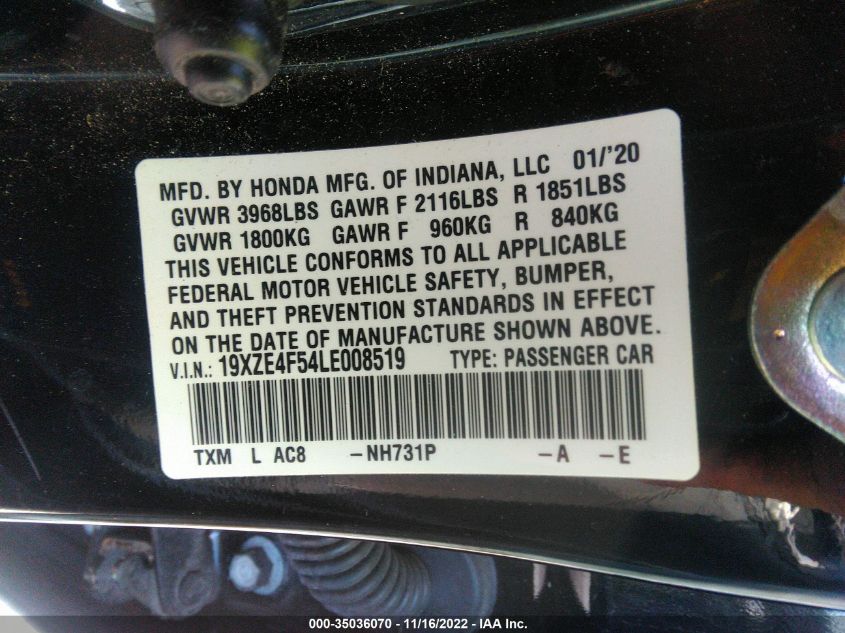 MFD. BY HONDA MFG. OF INDIANA, LLC 01/'20
GVWR 3968LBS GAWR F 2116LBS R 1851LBS
GVWR 1800KG GAWR F 960KG R 840KG
THIS VEHICLE CONFORMS TO ALL APPLICABLE
FEDERAL MOTOR VEHICLE SAFETY, BUMPER,
AND THEFT PREVENTION STANDARDS IN EFFECT
ON THE DATE OF MANUFACTURE SHOWN ABOVE.
V.I.N.: 19XZE4F54LE008519 TYPE: PASSENGER CAR
TXM L AC8 –NH731P –A –E
000-35036070 - 11/16/2022 - IAA Inc.